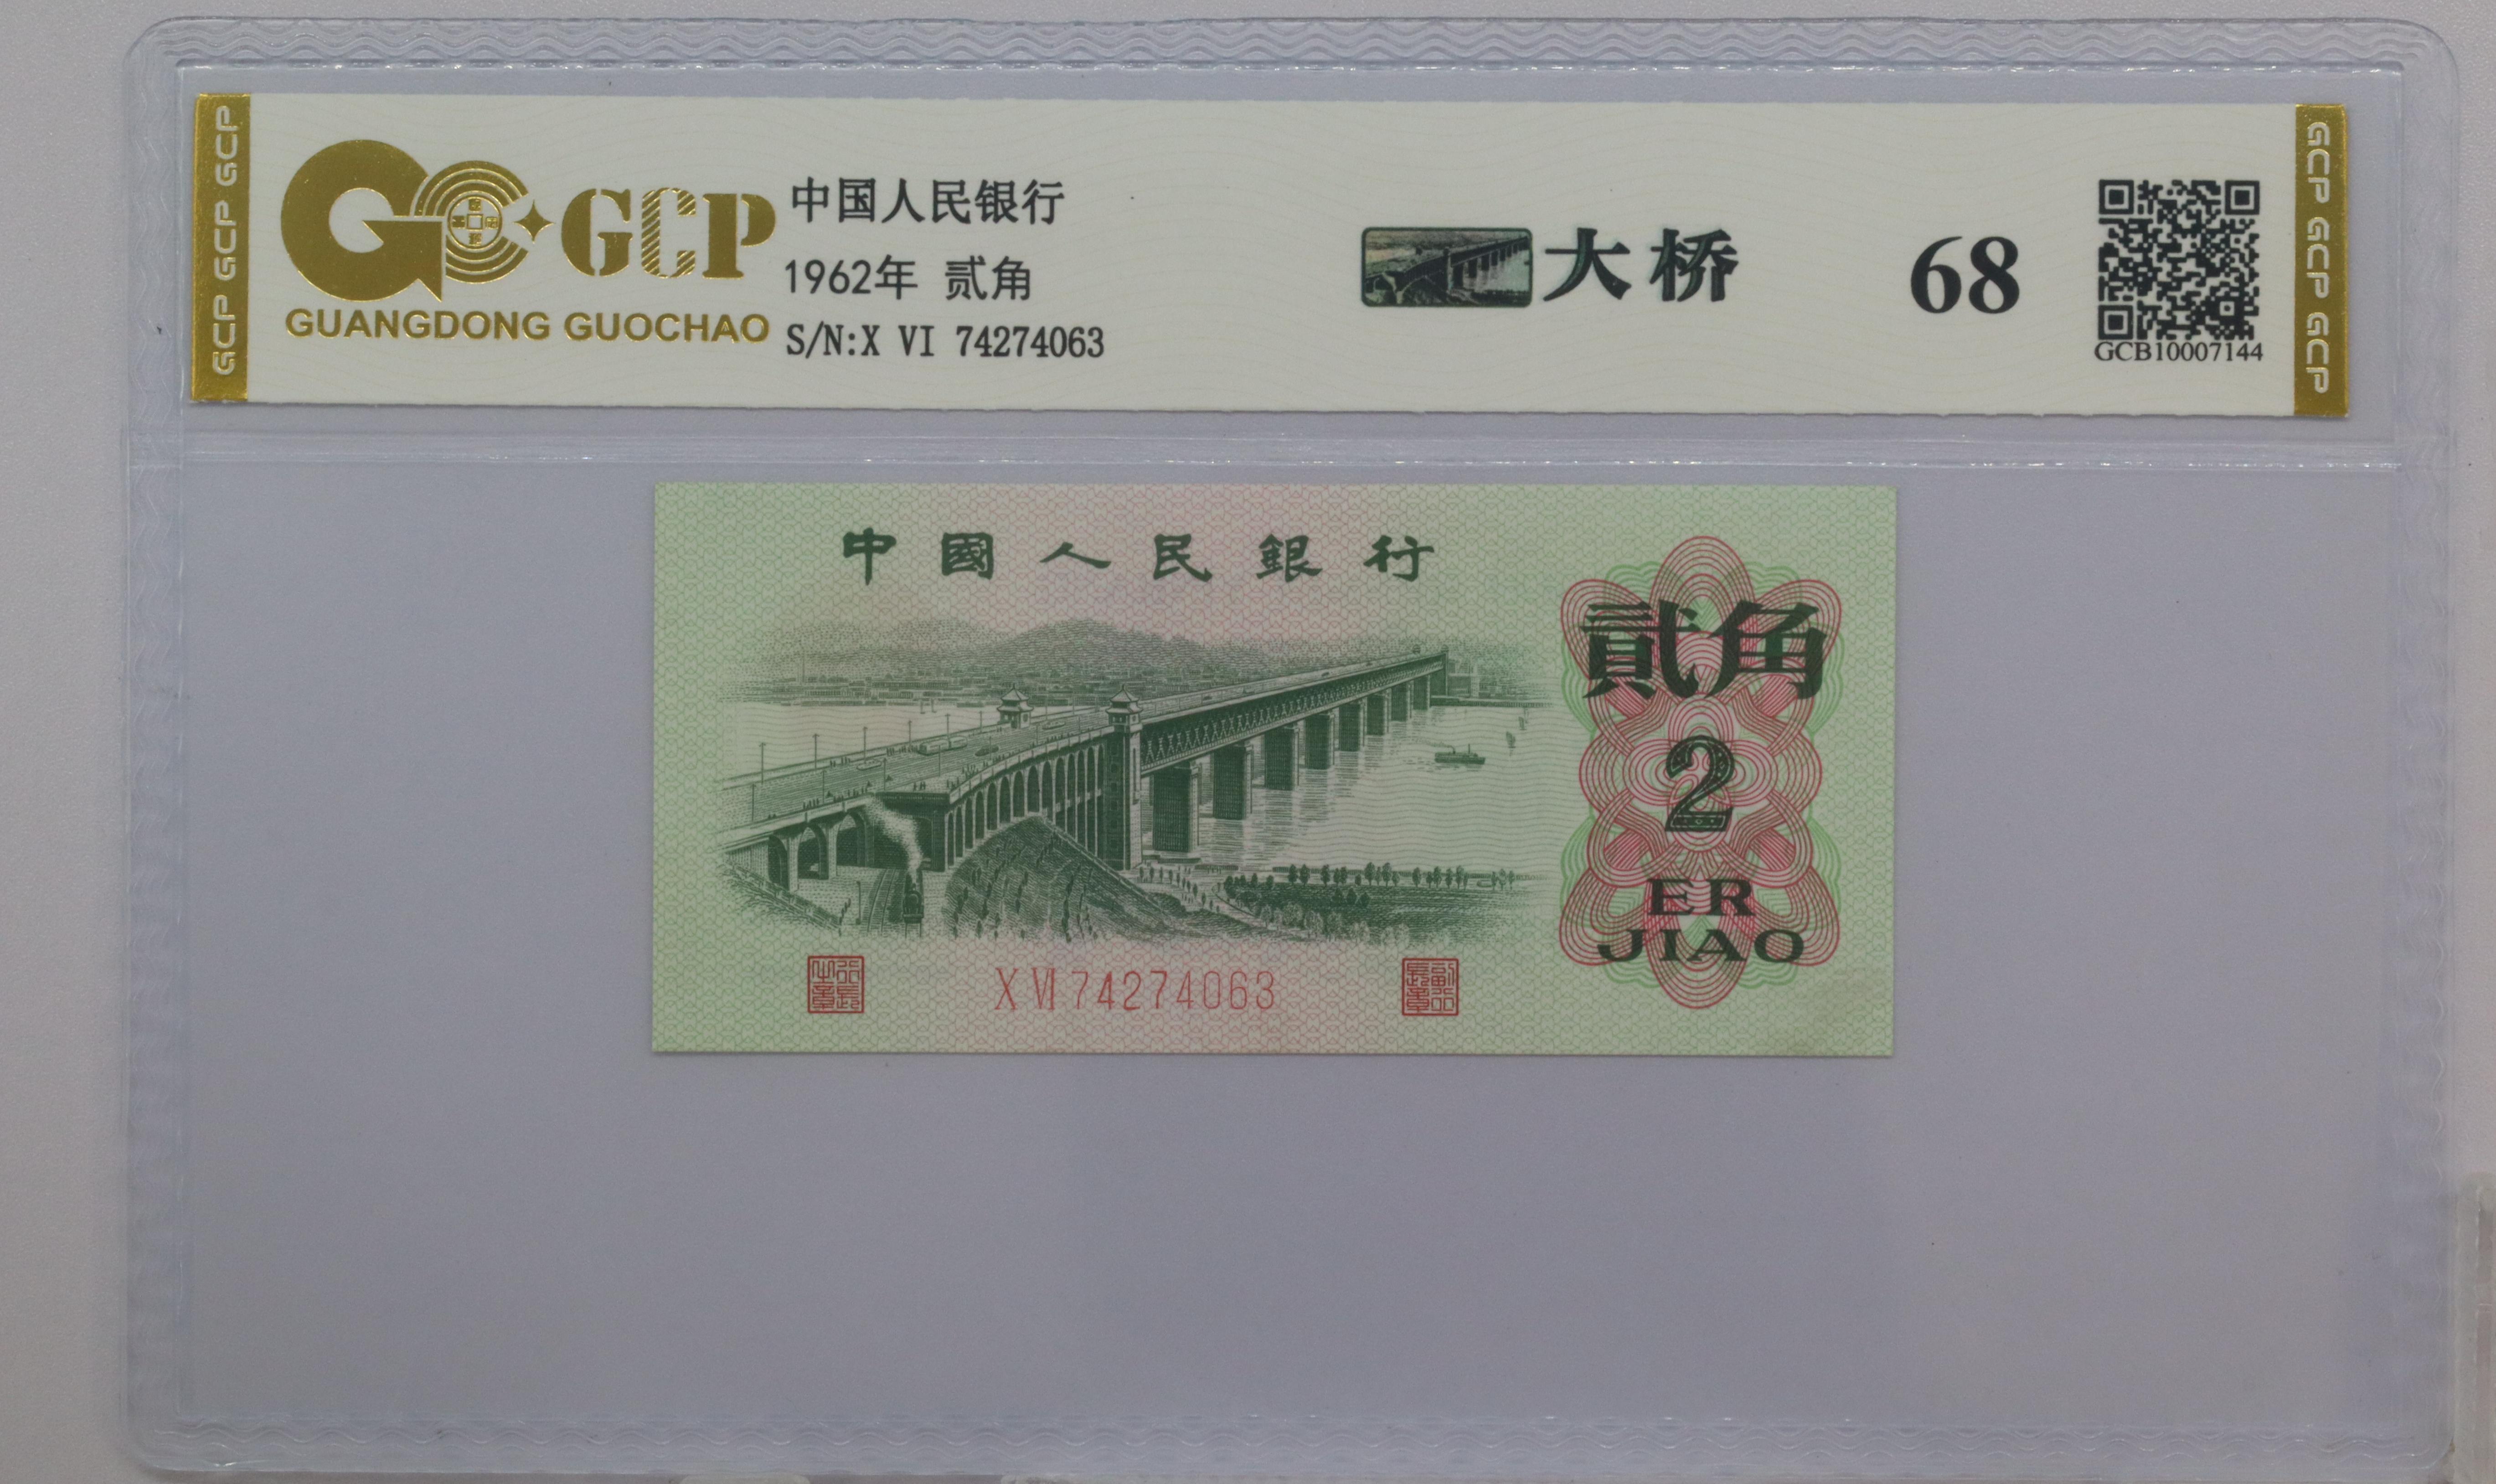 GCP GCP GCP
GCP
GUANGDONG GUOCHAO
中国人民银行
1962年 贰角
S/N:X VI 74274063
大桥
68
GCB10007144
GCP GCP GCP
中國人民銀行
貳角
2
ER
JIAO
X VI 74274063